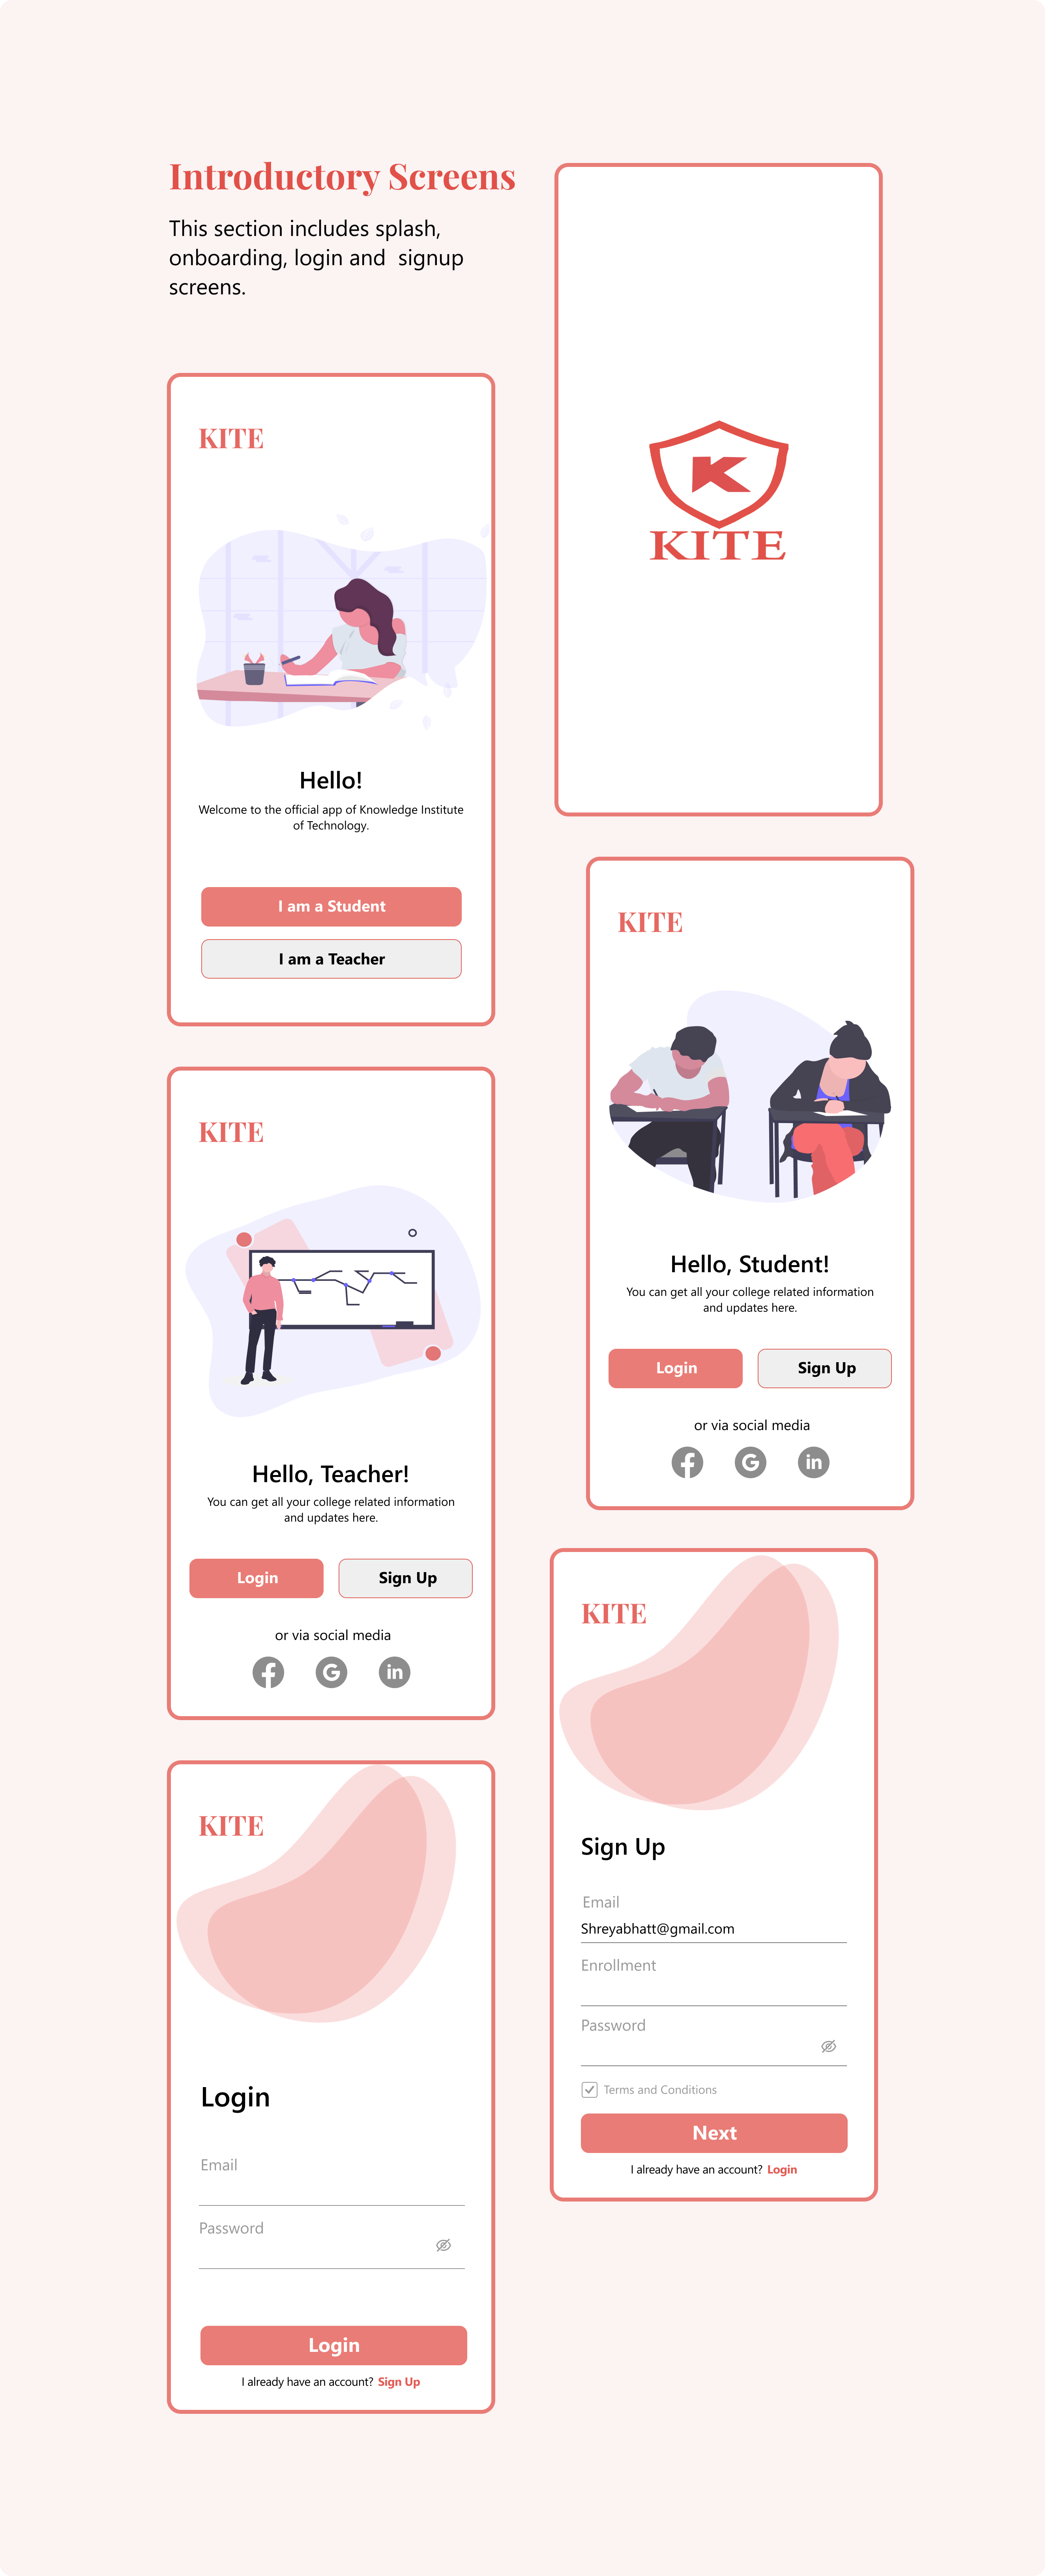 Introductory Screens
This section includes splash,
onboarding, login and signup
screens.
K
KITE
KITE
Hello!
Welcome to the official app of Knowledge Institute
of Technology.
I am a Student
I am a Teacher
KITE
Hello, Student!
You can get all your college related information
and updates here.
Login
Sign Up
or via social media
f G in
KITE
Hello, Teacher!
You can get all your college related information
and updates here.
Login
Sign Up
or via social media
f G in
KITE
Sign Up
Email
Shreyabhatt@gmail.com
Enrollment
Password
Terms and Conditions
Next
I already have an account? Login
KITE
Login
Email
Password
Login
I already have an account? Sign Up